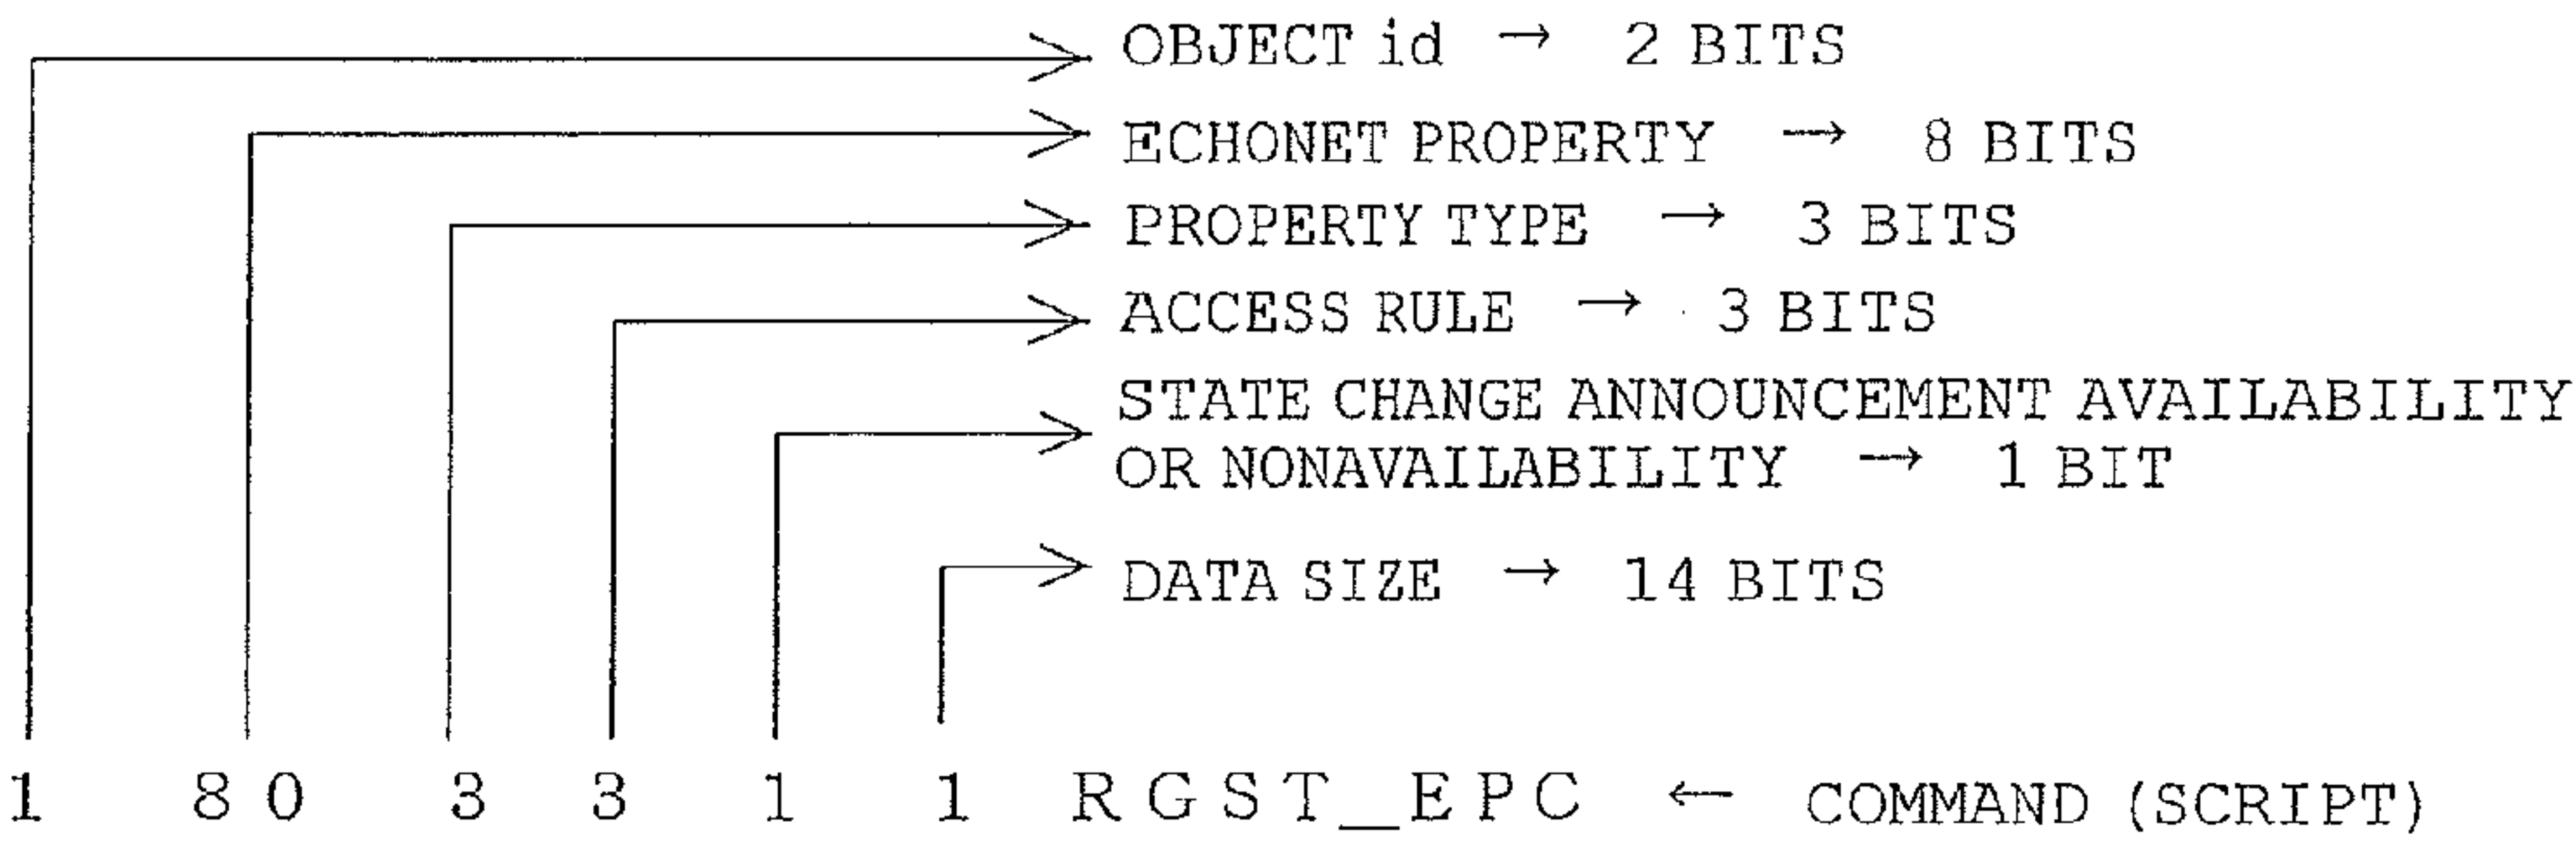 OBJECT id → 2 BITS
ECHONET PROPERTY → 8 BITS
PROPERTY TYPE → 3 BITS
ACCESS RULE → 3 BITS
STATE CHANGE ANNOUNCEMENT AVAILABILITY
OR NONAVAILABILITY → 1 BIT
DATA SIZE → 14 BITS
1 80 3 3 1 1 RGST_EPC ← COMMAND (SCRIPT)